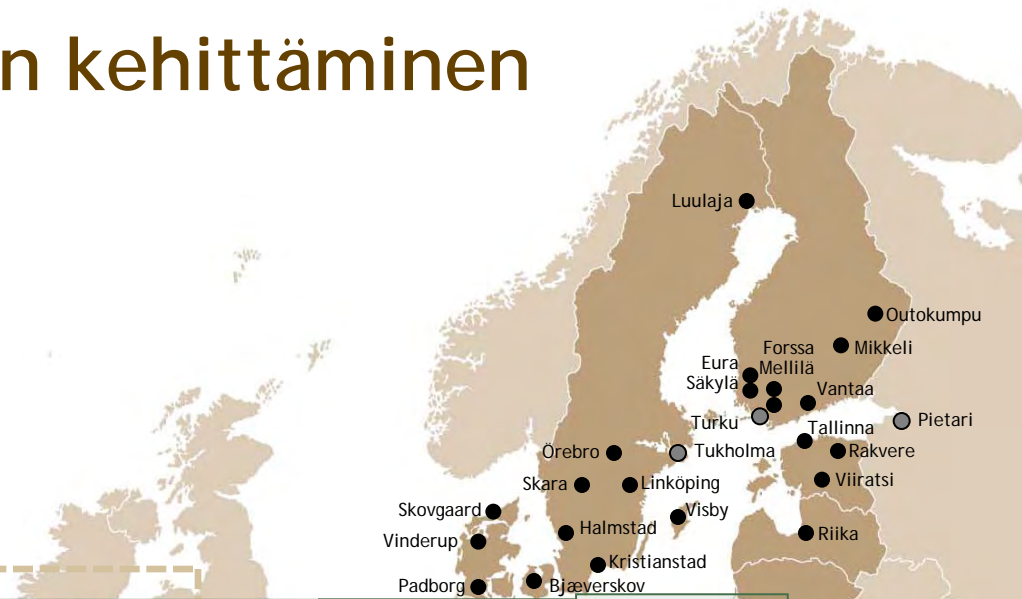 n kehittäminen
Luulaja
Outokumpu
Forssa
Mikkeli
Eura
Mellilä
Säkylä
Vantaa
Turku
Pietari
Tallinna
Örebro
Tukholma
Rakvere
Skara
Linköping
Viiratsi
Skovgaard
Visby
Halmstad
Riika
Vinderup
Kristianstad
Padborg
Bjæverskov